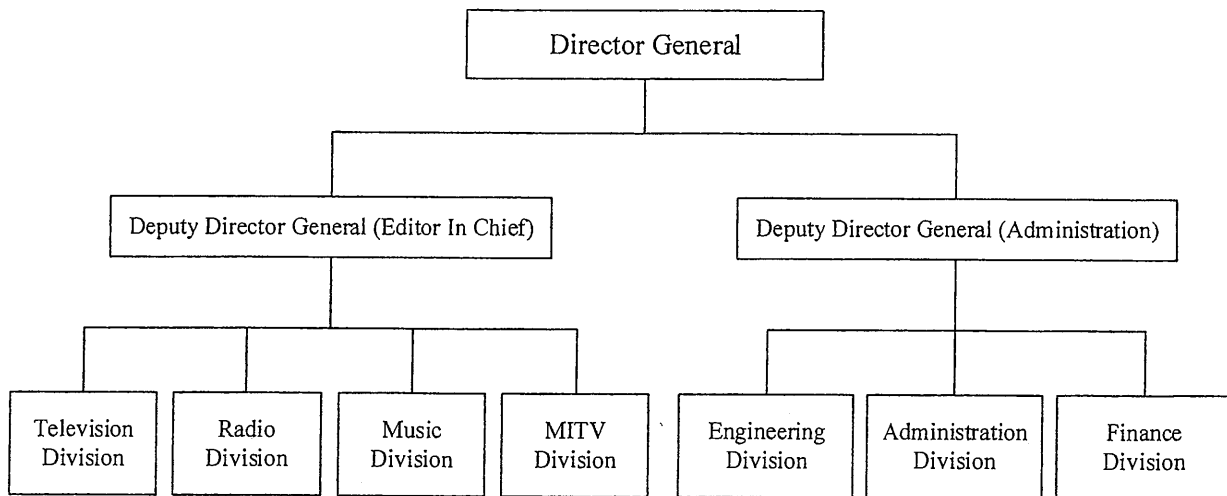 Director General
Deputy Director General (Editor In Chief)
Deputy Director General (Administration)
Television
Division
Radio
Division
Music
Division
MITV
Division
Engineering
Division
Administration
Division
Finance
Division